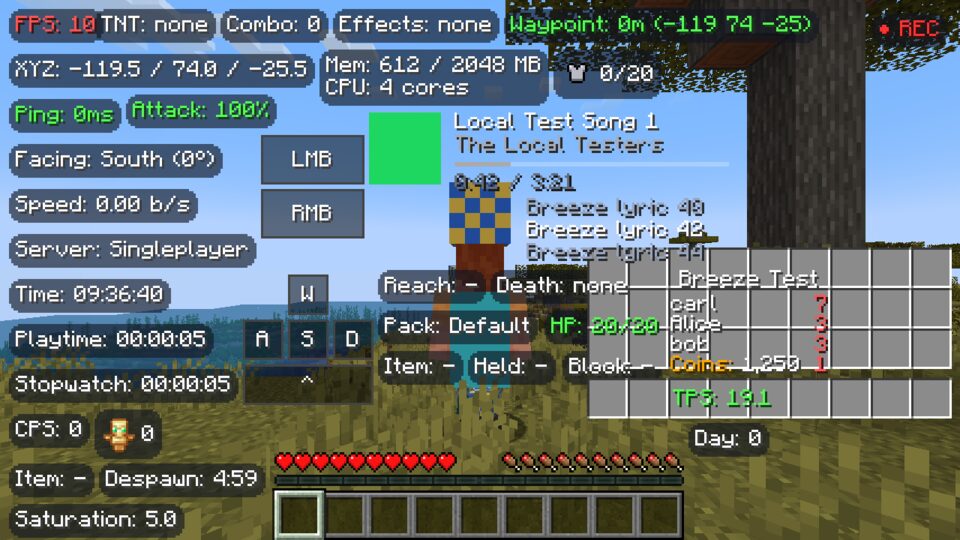 FPS: 10
TNT: none
Combo: 0
Effects: none
Waypoint: 0m (-119 74 -25)
● REC
XYZ: -119.5 / 74.0 / -25.5
Mem: 612 / 2048 MB
CPU: 4 cores
0/20
Ping: 0ms
Attack: 100%
Local Test Song 1
The Local Testers
0:42 / 3:21
Facing: South (0°)
LMB
RMB
Speed: 0.00 b/s
Breeze lyric 40
Breeze lyric 42
Breeze lyric 44
Server: Singleplayer
Time: 09:36:40
W
A
S
D
^
Reach: -
Death: none
Breeze Test
carl 7
Alice 3
bob 3
Coins: 1,250 1
Pack: Default
HP: 20/20
Playtime: 00:00:05
Item: -
Held: -
Block: -
Stopwatch: 00:00:05
TPS: 19.1
CPS: 0
0
Day: 0
Item: -
Despawn: 4:59
Saturation: 5.0